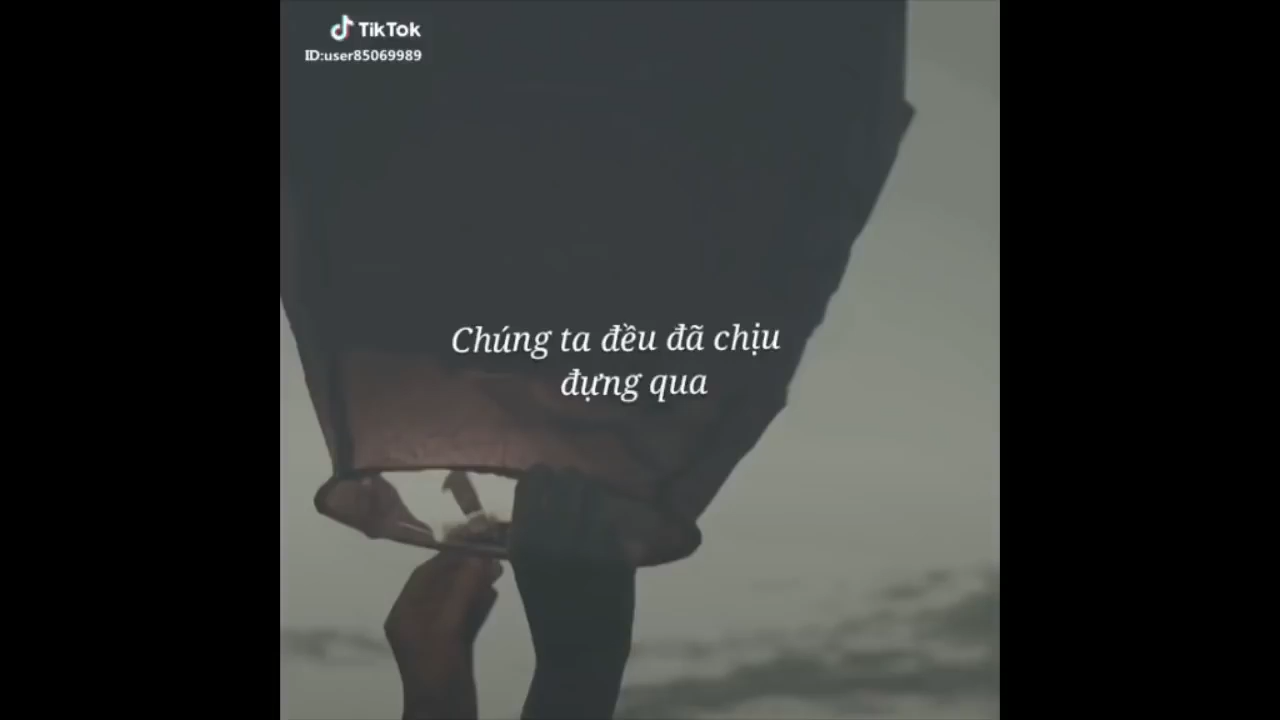 TikTok
ID:user85069989
Chúng ta đều đã chịu
đựng qua